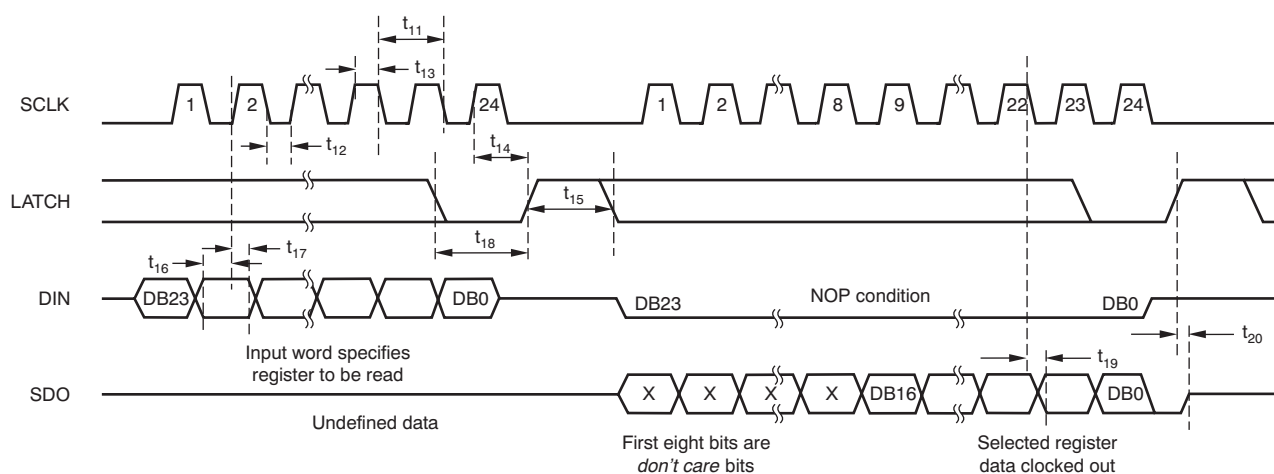 t11
t13
SCLK 1 2 24 1 2 8 9 22 23 24
t12
t14
LATCH
t15
t18
t17
t16
DIN DB23 DB0 DB23 NOP condition DB0
t20
Input word specifies
register to be read
t19
SDO X X X X DB16 DB0
Undefined data
First eight bits are
don't care bits
Selected register
data clocked out